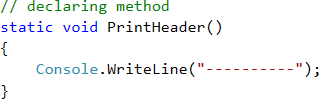 // declaring method
static void PrintHeader()
{
    Console.WriteLine("----------");
}